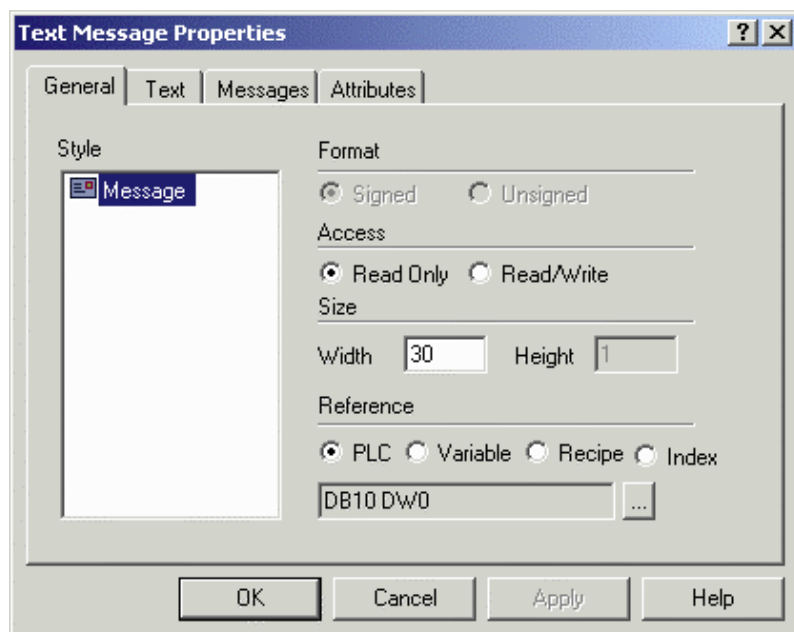 Text Message Properties
General Text Messages Attributes
Style
Message
Format
Signed Unsigned
Access
Read Only Read/Write
Size
Width 30 Height 1
Reference
PLC Variable Recipe Index
DB10 DW0 ...
OK Cancel Apply Help